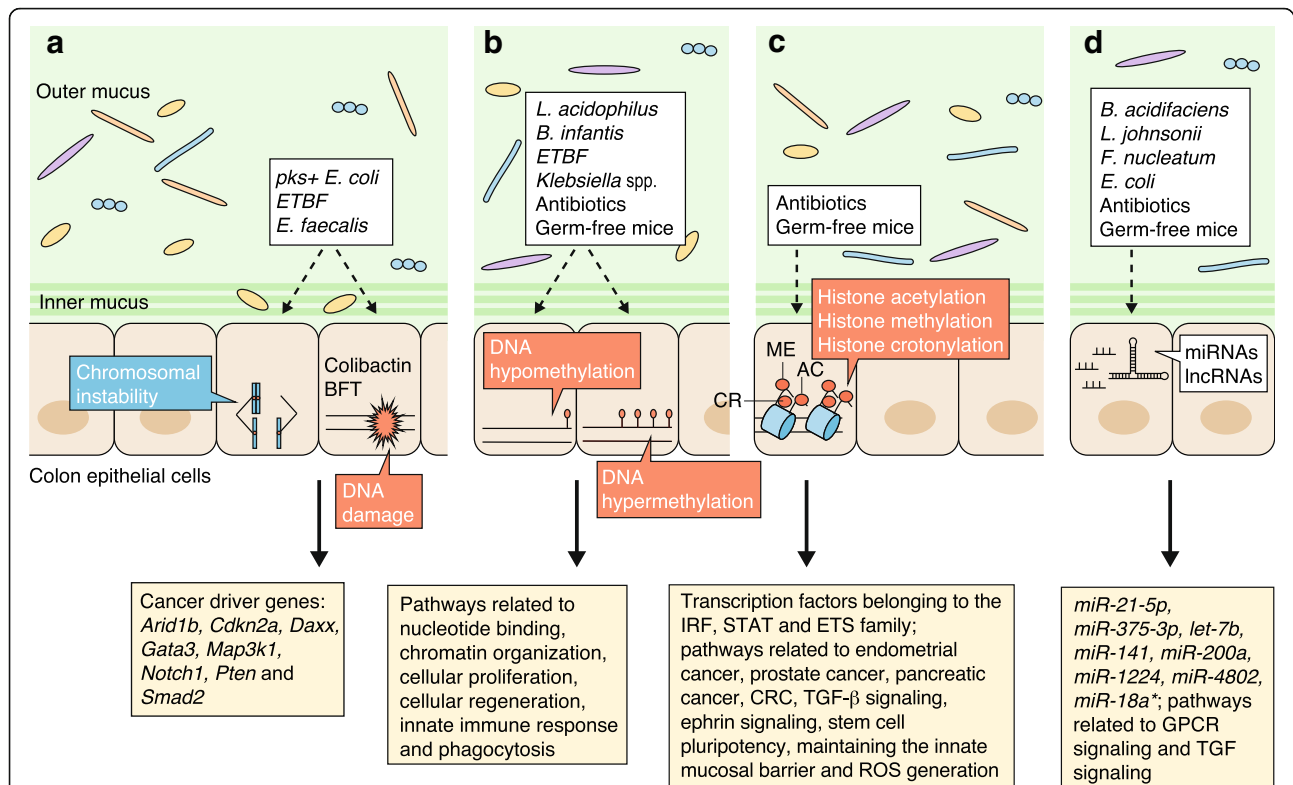 a
Outer mucus
pks+ E. coli
ETBF
E. faecalis
Inner mucus
Chromosomal
instability
Colibactin
BFT
Colon epithelial cells
DNA
damage
Cancer driver genes:
Arid1b, Cdkn2a, Daxx,
Gata3, Map3k1,
Notch1, Pten and
Smad2
b
L. acidophilus
B. infantis
ETBF
Klebsiella spp.
Antibiotics
Germ-free mice
DNA
hypomethylation
DNA
hypermethylation
Pathways related to
nucleotide binding,
chromatin organization,
cellular proliferation,
cellular regeneration,
innate immune response
and phagocytosis
c
Antibiotics
Germ-free mice
Histone acetylation
Histone methylation
Histone crotonylation
ME
AC
CR
Transcription factors belonging to the
IRF, STAT and ETS family;
pathways related to endometrial
cancer, prostate cancer, pancreatic
cancer, CRC, TGF-β signaling,
ephrin signaling, stem cell
pluripotency, maintaining the innate
mucosal barrier and ROS generation
d
B. acidifaciens
L. johnsonii
F. nucleatum
E. coli
Antibiotics
Germ-free mice
miRNAs
lncRNAs
miR-21-5p,
miR-375-3p, let-7b,
miR-141, miR-200a,
miR-1224, miR-4802,
miR-18a*; pathways
related to GPCR
signaling and TGF
signaling